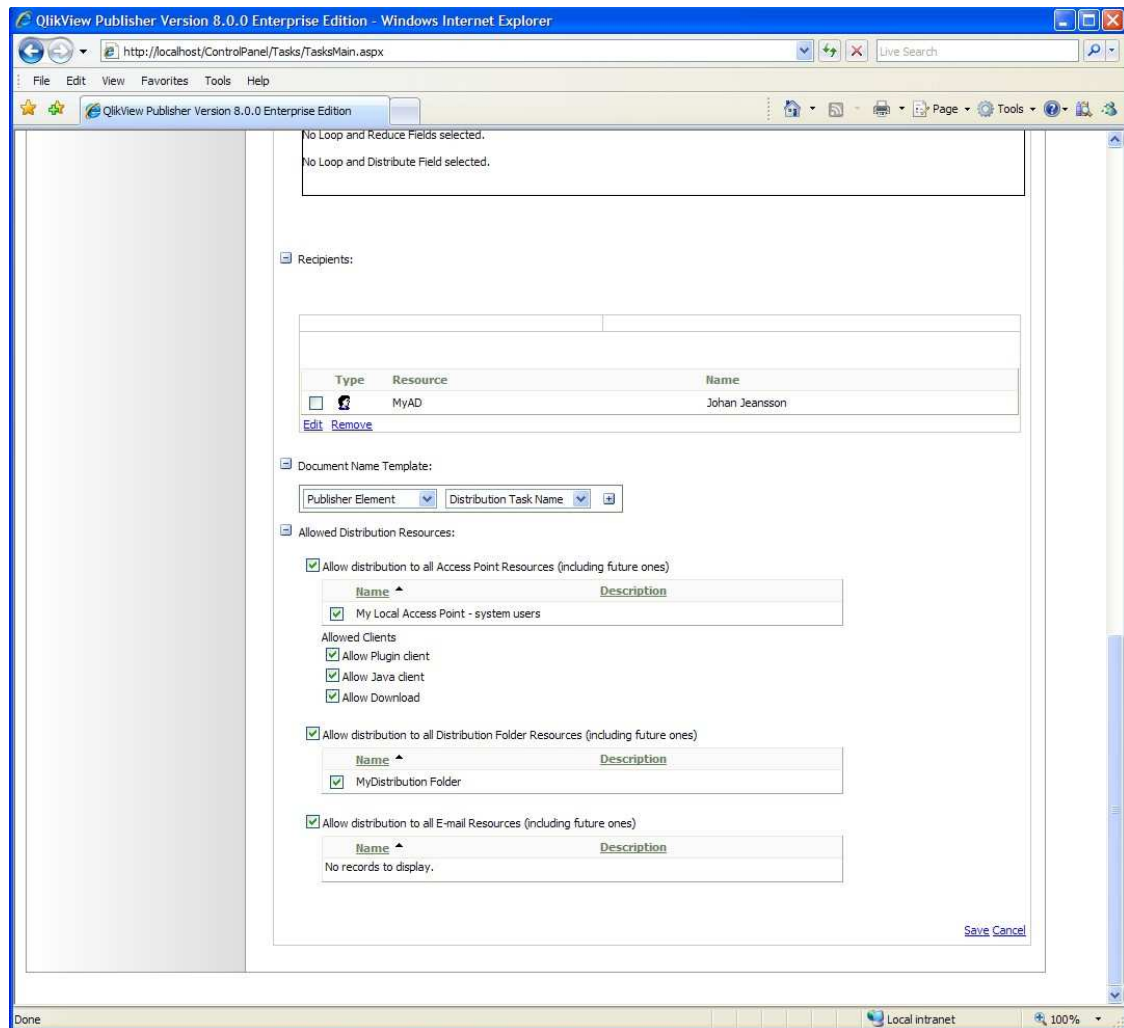 QlikView Publisher Version 8.0.0 Enterprise Edition - Windows Internet Explorer
http://localhost/ControlPanel/Tasks/TasksMain.aspx
Live Search
File Edit View Favorites Tools Help
QlikView Publisher Version 8.0.0 Enterprise Edition
Page Tools
No Loop and Reduce Fields selected.
No Loop and Distribute Field selected.
Recipients:
Type Resource Name
MyAD Johan Jeansson
Edit Remove
Document Name Template:
Publisher Element Distribution Task Name
Allowed Distribution Resources:
Allow distribution to all Access Point Resources (including future ones)
Name Description
My Local Access Point - system users
Allowed Clients
Allow Plugin client
Allow Java client
Allow Download
Allow distribution to all Distribution Folder Resources (including future ones)
Name Description
MyDistribution Folder
Allow distribution to all E-mail Resources (including future ones)
Name Description
No records to display.
Save Cancel
Done Local intranet 100%